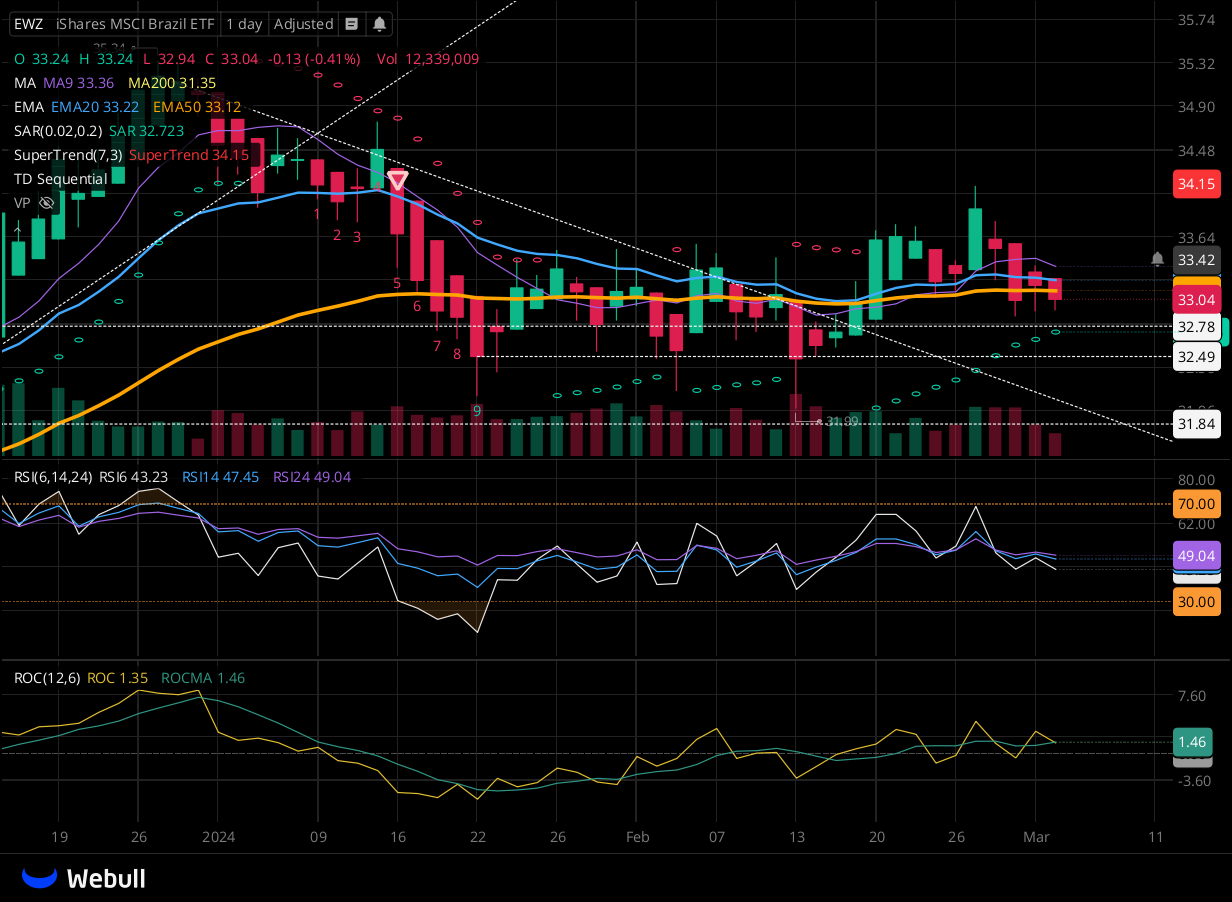 EWZ iShares MSCI Brazil ETF 1 day Adjusted
35.74
O 33.24 H 33.24 L 32.94 C 33.04 -0.13 (-0.41%) Vol 12,339,009
35.32
MA MA9 33.36 MA200 31.35
EMA EMA20 33.22 EMA50 33.12
34.90
SAR(0.02,0.2) SAR 32.723
SuperTrend(7,3) SuperTrend 34.15
34.48
TD Sequential
34.15
VP
1
2 3
33.64
33.42
5
33.04
6
32.78
7
8
32.49
9
31.99
31.84
RSI(6,14,24) RSI6 43.23 RSI14 47.45 RSI24 49.04
80.00
70.00
62.00
49.04
30.00
ROC(12,6) ROC 1.35 ROCMA 1.46
7.60
1.46
-3.60
19 26 2024 09 16 22 26 Feb 07 13 20 26 Mar 11
Webull